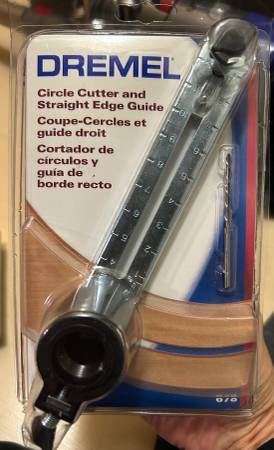 DREMEL
Circle Cutter and
Straight Edge Guide
Coupe-Cercles et
guide droit
Cortador de
círculos y
guía de
borde recto
678